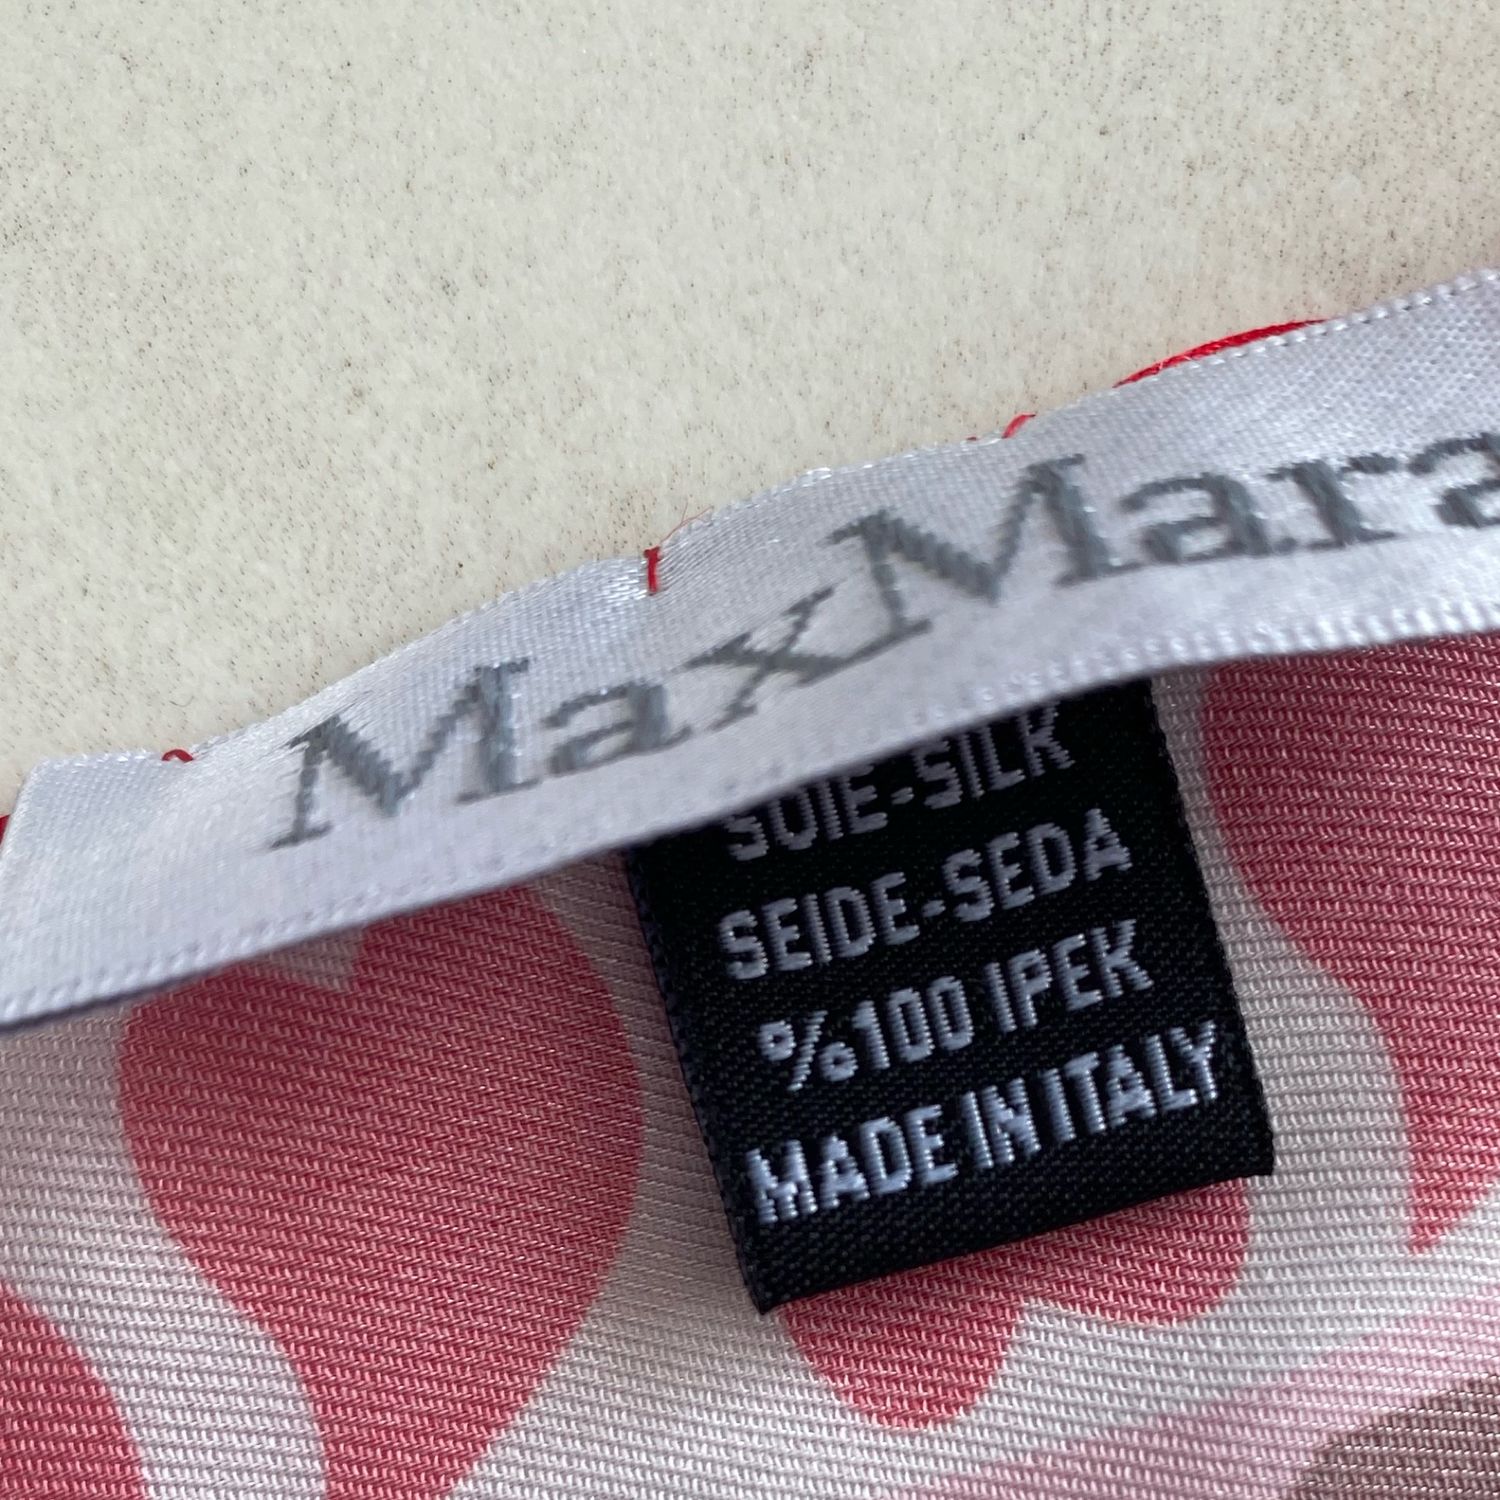 MaxMara
SOIE-SILK
SEIDE-SEDA
%100 IPEK
MADE IN ITALY